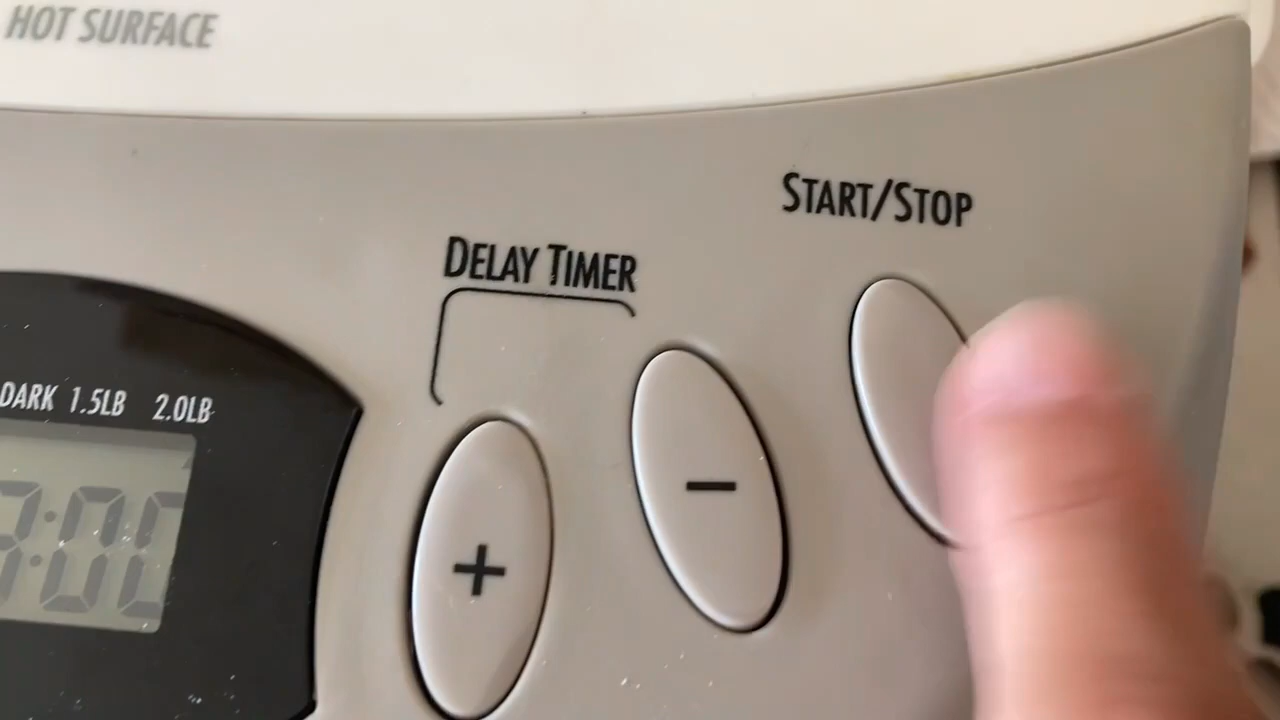 HOT SURFACE
START/STOP
DELAY TIMER
DARK 1.5LB 2.0LB
−
+